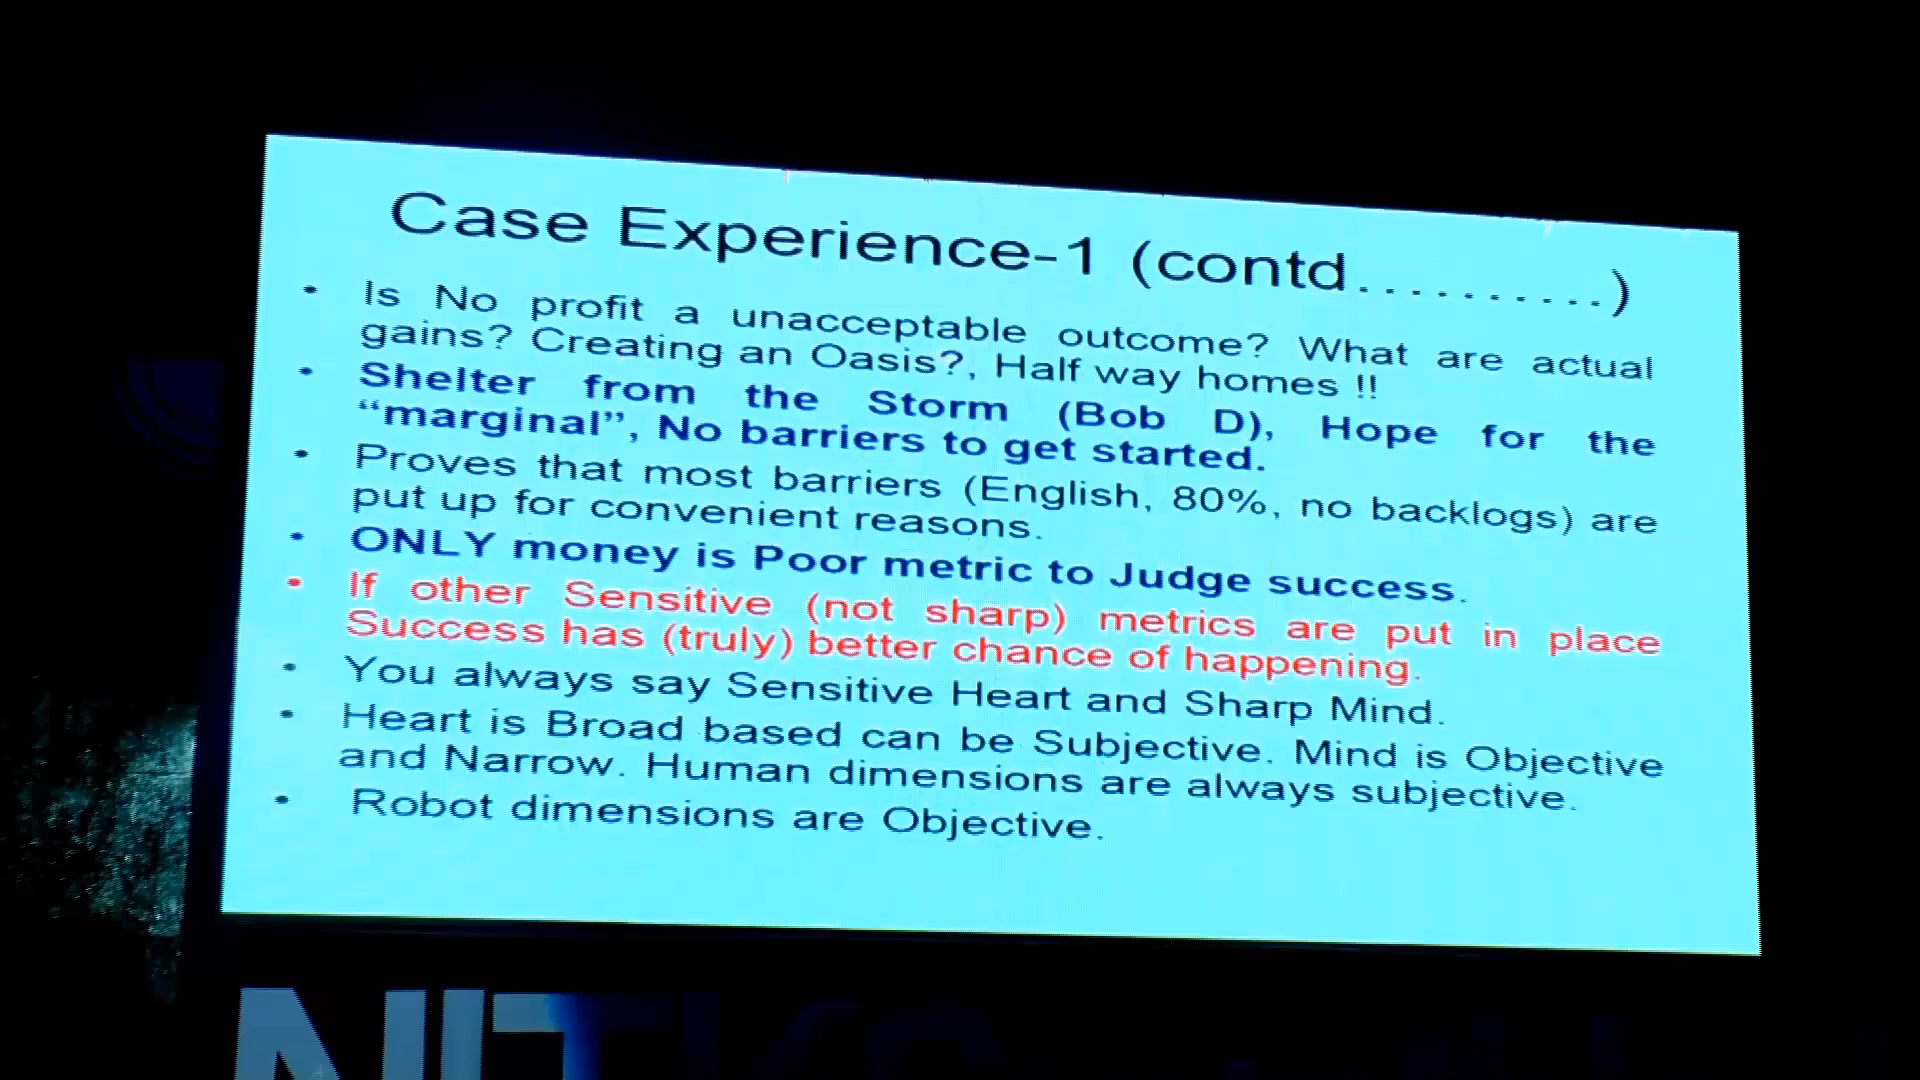 Case Experience-1 (contd..........)
• Is No profit a unacceptable outcome? What are actual
gains? Creating an Oasis?, Half way homes !!
• Shelter from the Storm (Bob D), Hope for the
“marginal”, No barriers to get started.
• Proves that most barriers (English, 80%, no backlogs) are
put up for convenient reasons.
• ONLY money is Poor metric to Judge success.
• If other Sensitive (not sharp) metrics are put in place
Success has (truly) better chance of happening.
• You always say Sensitive Heart and Sharp Mind.
• Heart is Broad based can be Subjective. Mind is Objective
and Narrow. Human dimensions are always subjective.
• Robot dimensions are Objective.